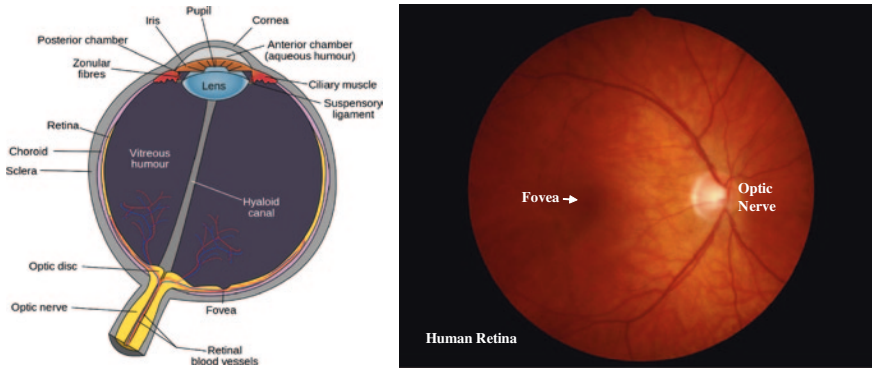 Pupil
Iris
Cornea
Posterior chamber
Anterior chamber
(aqueous humour)
Zonular
fibres
Ciliary muscle
Lens
Suspensory
ligament
Retina
Choroid
Vitreous
humour
Sclera
Hyaloid
canal
Optic disc
Optic nerve
Fovea
Retinal
blood vessels
Fovea
Optic
Nerve
Human Retina